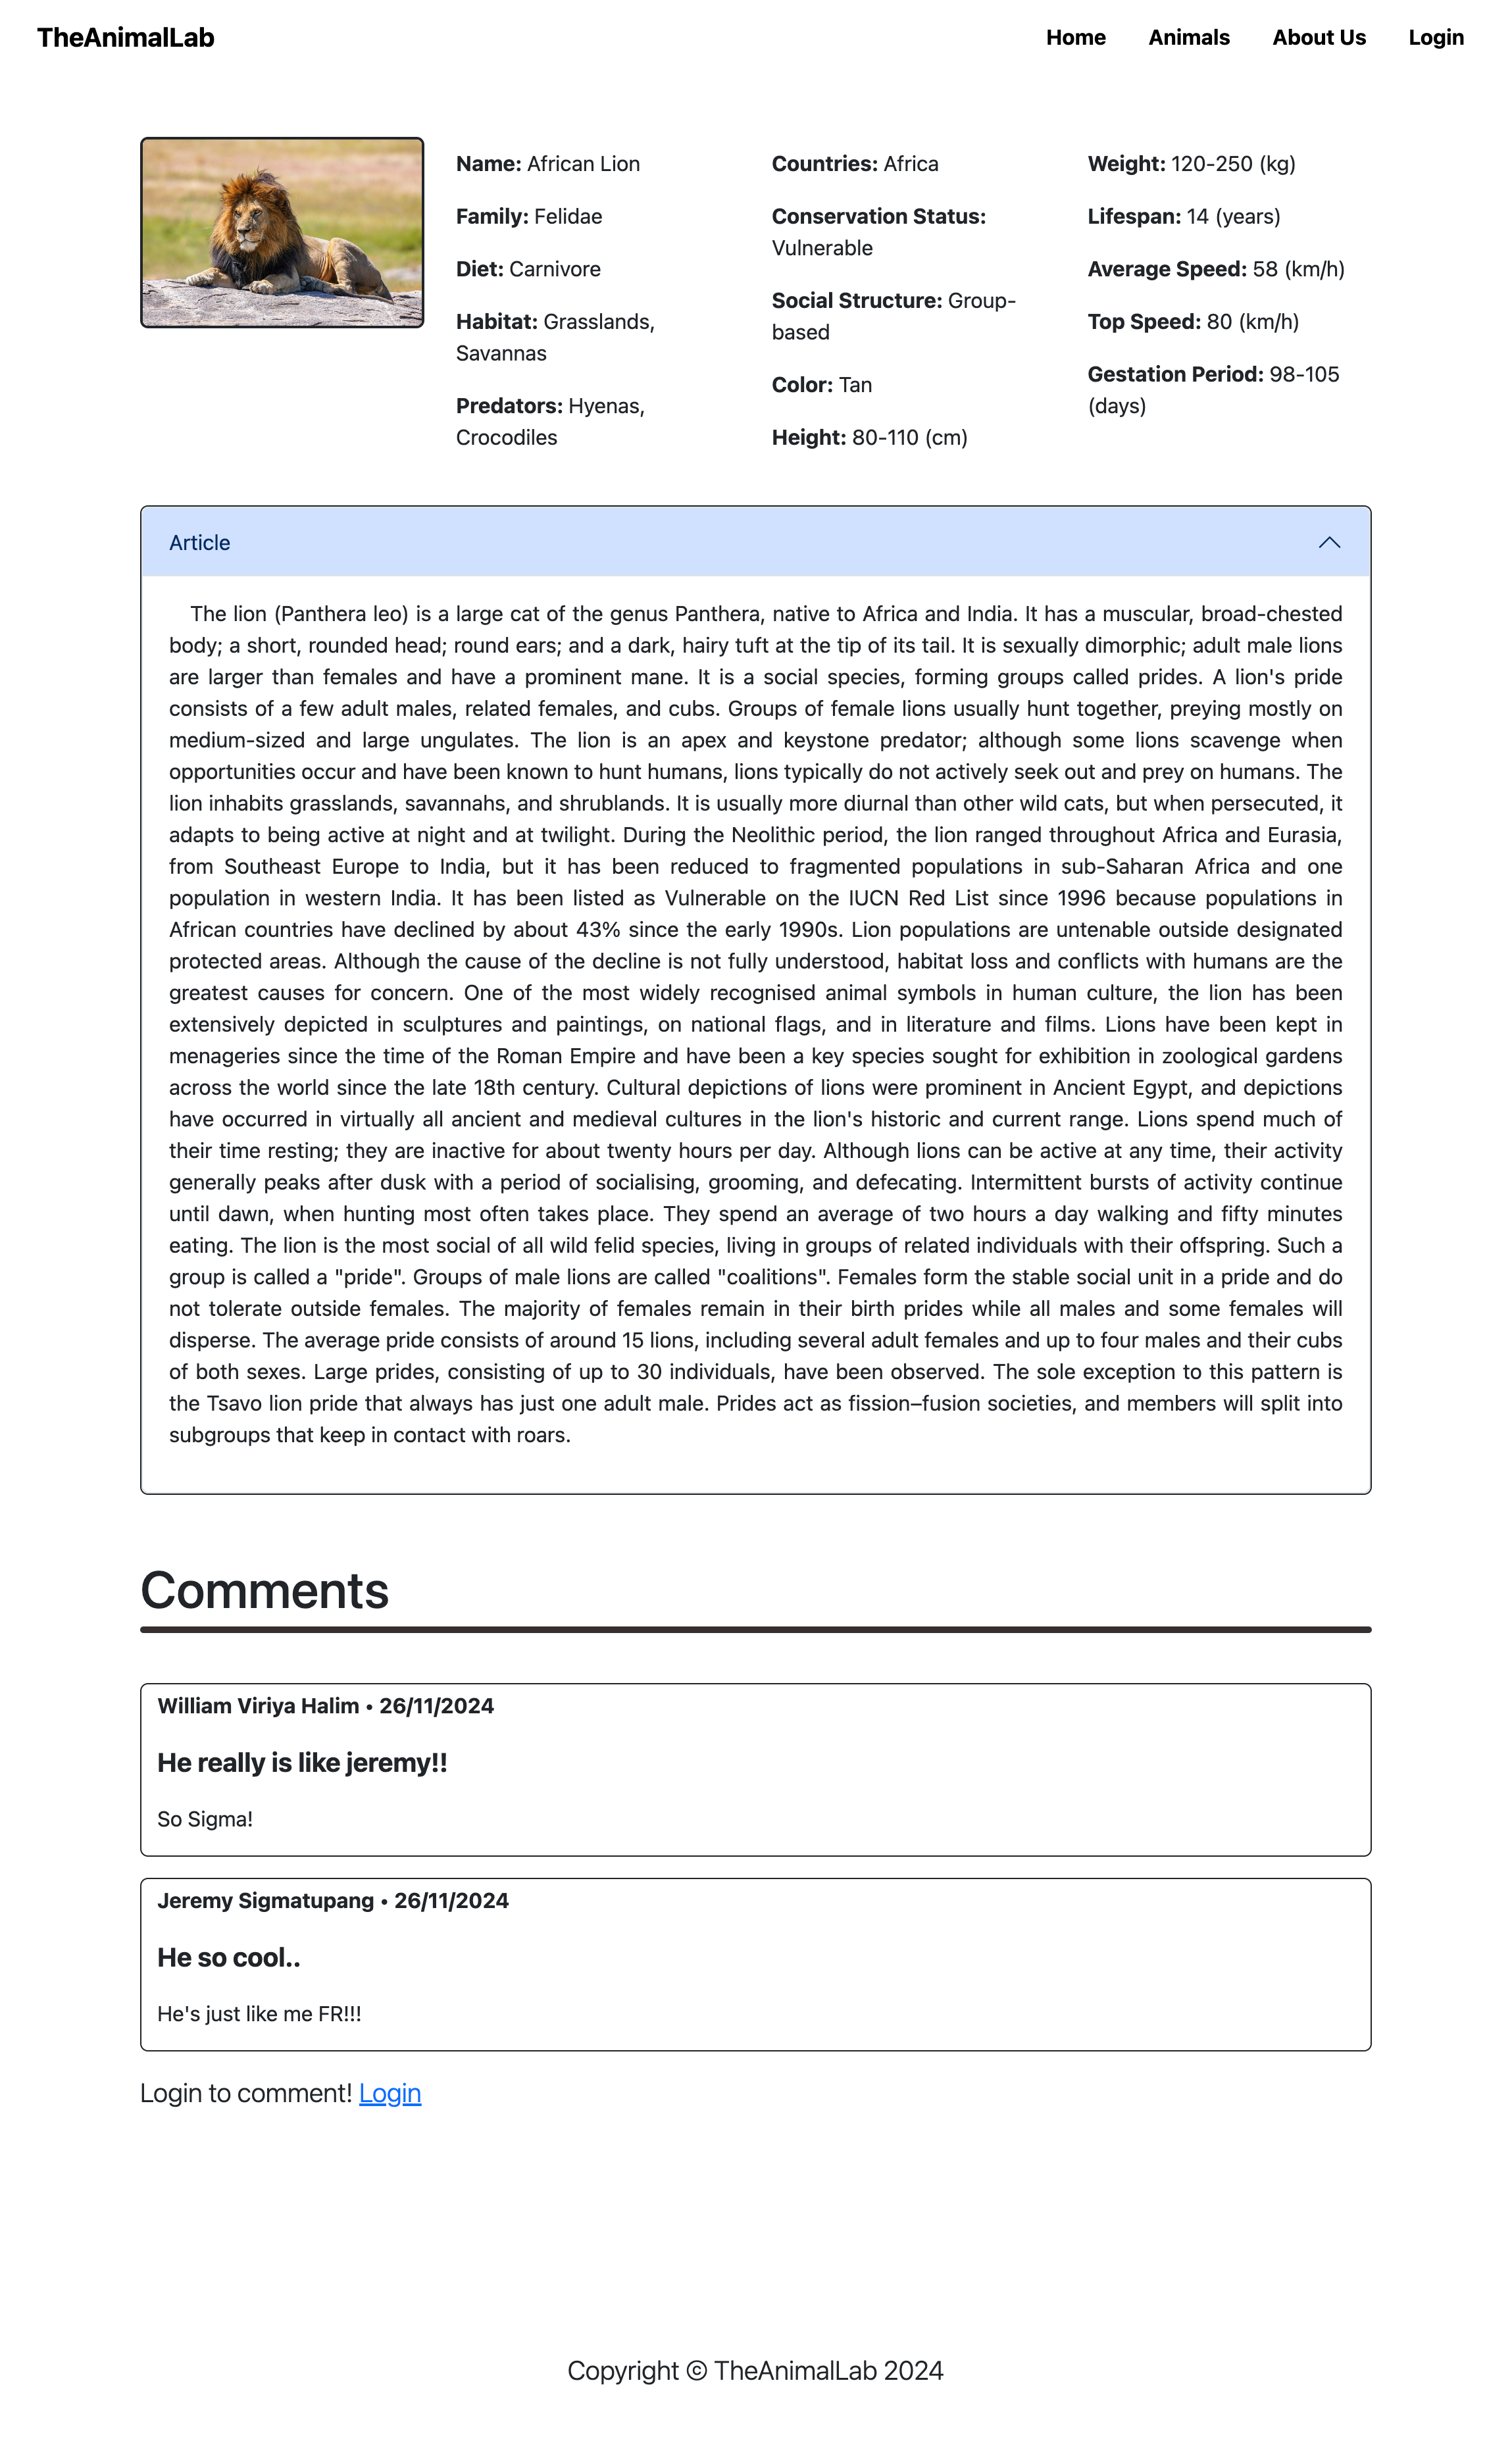 TheAnimalLab
Home
Animals
About Us
Login
Name: African Lion
Family: Felidae
Diet: Carnivore
Habitat: Grasslands,
Savannas
Predators: Hyenas,
Crocodiles
Countries: Africa
Conservation Status:
Vulnerable
Social Structure: Group-
based
Color: Tan
Height: 80-110 (cm)
Weight: 120-250 (kg)
Lifespan: 14 (years)
Average Speed: 58 (km/h)
Top Speed: 80 (km/h)
Gestation Period: 98-105
(days)
Article
The lion (Panthera leo) is a large cat of the genus Panthera, native to Africa and India. It has a muscular, broad-chested
body; a short, rounded head; round ears; and a dark, hairy tuft at the tip of its tail. It is sexually dimorphic; adult male lions
are larger than females and have a prominent mane. It is a social species, forming groups called prides. A lion's pride
consists of a few adult males, related females, and cubs. Groups of female lions usually hunt together, preying mostly on
medium-sized and large ungulates. The lion is an apex and keystone predator; although some lions scavenge when
opportunities occur and have been known to hunt humans, lions typically do not actively seek out and prey on humans. The
lion inhabits grasslands, savannahs, and shrublands. It is usually more diurnal than other wild cats, but when persecuted, it
adapts to being active at night and at twilight. During the Neolithic period, the lion ranged throughout Africa and Eurasia,
from Southeast Europe to India, but it has been reduced to fragmented populations in sub-Saharan Africa and one
population in western India. It has been listed as Vulnerable on the IUCN Red List since 1996 because populations in
African countries have declined by about 43% since the early 1990s. Lion populations are untenable outside designated
protected areas. Although the cause of the decline is not fully understood, habitat loss and conflicts with humans are the
greatest causes for concern. One of the most widely recognised animal symbols in human culture, the lion has been
extensively depicted in sculptures and paintings, on national flags, and in literature and films. Lions have been kept in
menageries since the time of the Roman Empire and have been a key species sought for exhibition in zoological gardens
across the world since the late 18th century. Cultural depictions of lions were prominent in Ancient Egypt, and depictions
have occurred in virtually all ancient and medieval cultures in the lion's historic and current range. Lions spend much of
their time resting; they are inactive for about twenty hours per day. Although lions can be active at any time, their activity
generally peaks after dusk with a period of socialising, grooming, and defecating. Intermittent bursts of activity continue
until dawn, when hunting most often takes place. They spend an average of two hours a day walking and fifty minutes
eating. The lion is the most social of all wild felid species, living in groups of related individuals with their offspring. Such a
group is called a "pride". Groups of male lions are called "coalitions". Females form the stable social unit in a pride and do
not tolerate outside females. The majority of females remain in their birth prides while all males and some females will
disperse. The average pride consists of around 15 lions, including several adult females and up to four males and their cubs
of both sexes. Large prides, consisting of up to 30 individuals, have been observed. The sole exception to this pattern is
the Tsavo lion pride that always has just one adult male. Prides act as fission–fusion societies, and members will split into
subgroups that keep in contact with roars.
Comments
William Viriya Halim • 26/11/2024
He really is like jeremy!!
So Sigma!
Jeremy Sigmatupang • 26/11/2024
He so cool..
He's just like me FR!!!
Login to comment! Login
Copyright © TheAnimalLab 2024